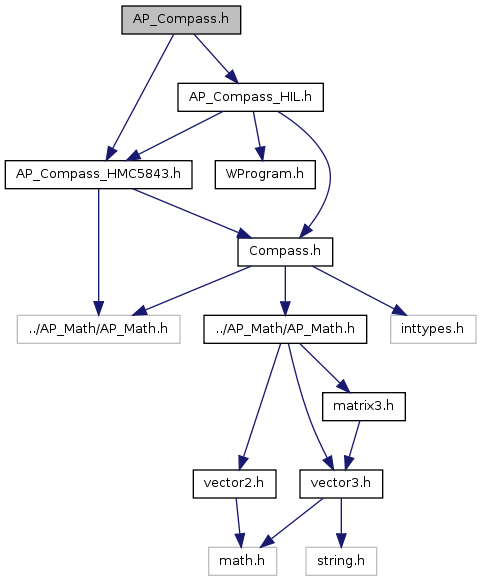 AP_Compass.h
AP_Compass_HIL.h
AP_Compass_HMC5843.h
WProgram.h
Compass.h
../AP_Math/AP_Math.h
../AP_Math/AP_Math.h
inttypes.h
matrix3.h
vector2.h
vector3.h
math.h
string.h